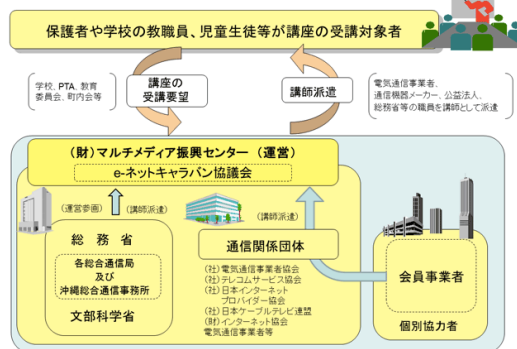 保護者や学校の教職員、児童生徒等が講座の受講対象者
学校、PTA、教育
委員会、町内会等
講座の
受講要望
講師派遣
電気通信事業者、
通信機器メーカー、公益法人、
総務省等の職員を講師として派遣
(財)マルチメディア振興センター (運営)
e-ネットキャラバン協議会
(運営参画)
(講師派遣)
(講師派遣)
総 務 省
各総合通信局
及び
沖縄総合通信事務所
文部科学省
通信関係団体
(社)電気通信事業者協会
(社)テレコムサービス協会
(社)日本インターネット
プロバイダー協会
(社)日本ケーブルテレビ連盟
(財)インターネット協会
電気通信事業者等
会員事業者
個別協力者